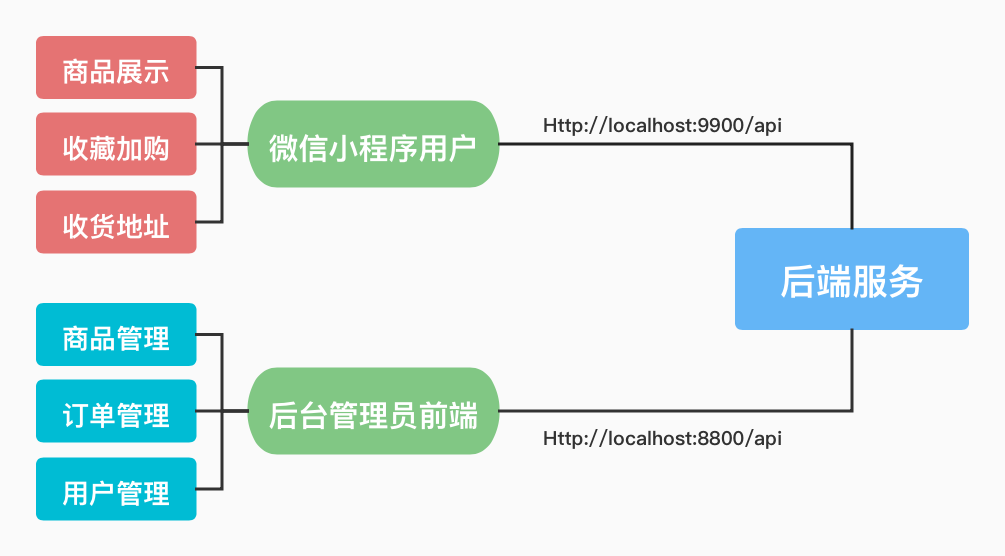 商品展示
收藏加购
收货地址
微信小程序用户
Http://localhost:9900/api
后端服务
商品管理
订单管理
用户管理
后台管理员前端
Http://localhost:8800/api